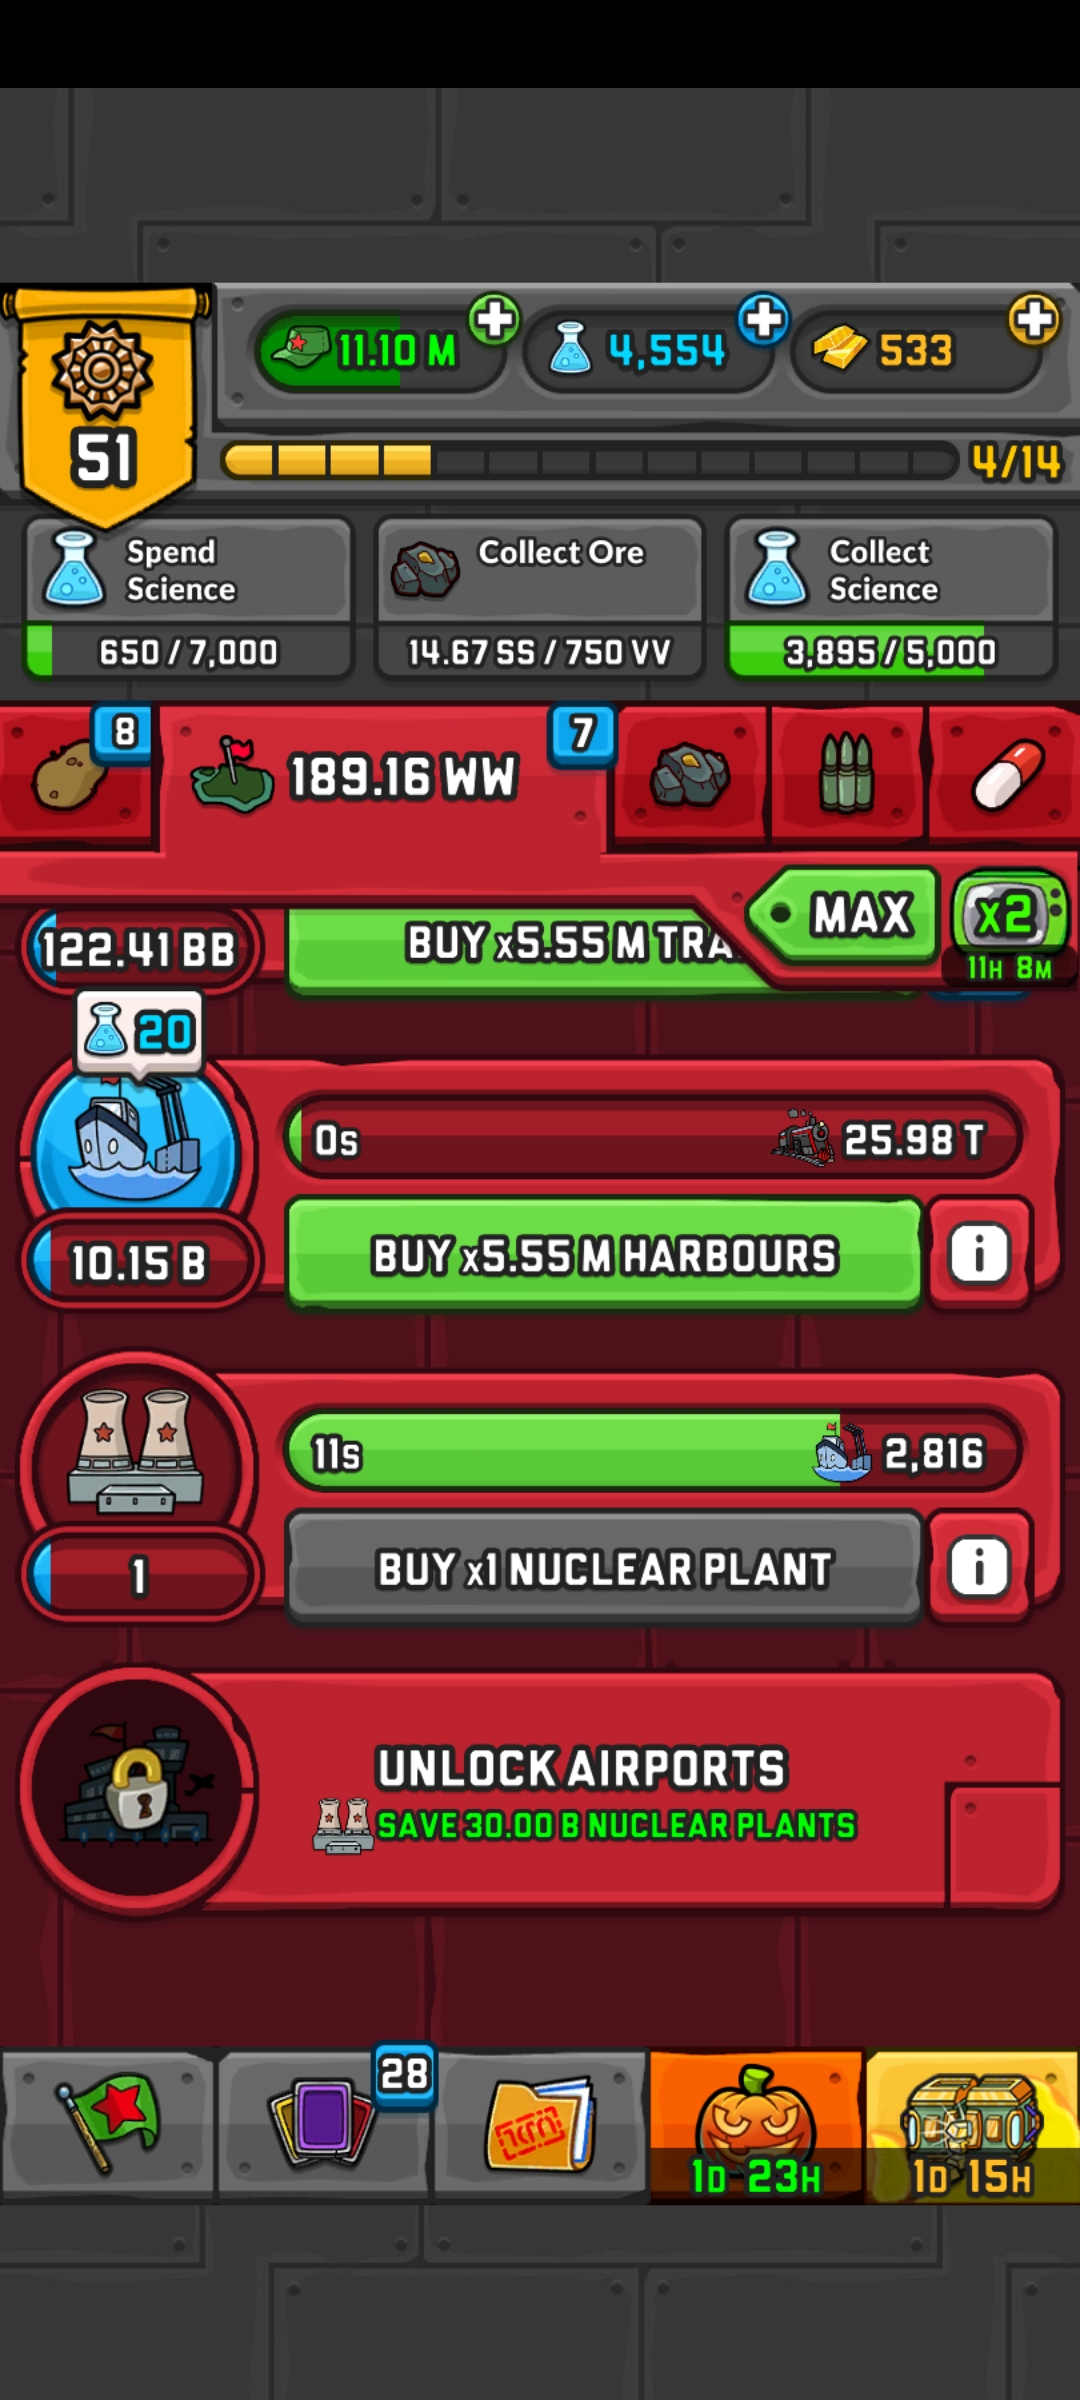 11.10 M
4,554
533
51
4/14
Spend
Science
650 / 7,000
Collect Ore
14.67 SS / 750 VV
Collect
Science
3,895 / 5,000
8
189.16 WW
7
MAX
x2
11H 8M
122.41 BB
BUY x5.55 M TRA
20
0s
25.98 T
10.15 B
BUY x5.55 M HARBOURS
i
11s
2,816
1
BUY x1 NUCLEAR PLANT
i
UNLOCK AIRPORTS
SAVE 30.00 B NUCLEAR PLANTS
28
1D 23H
1D 15H